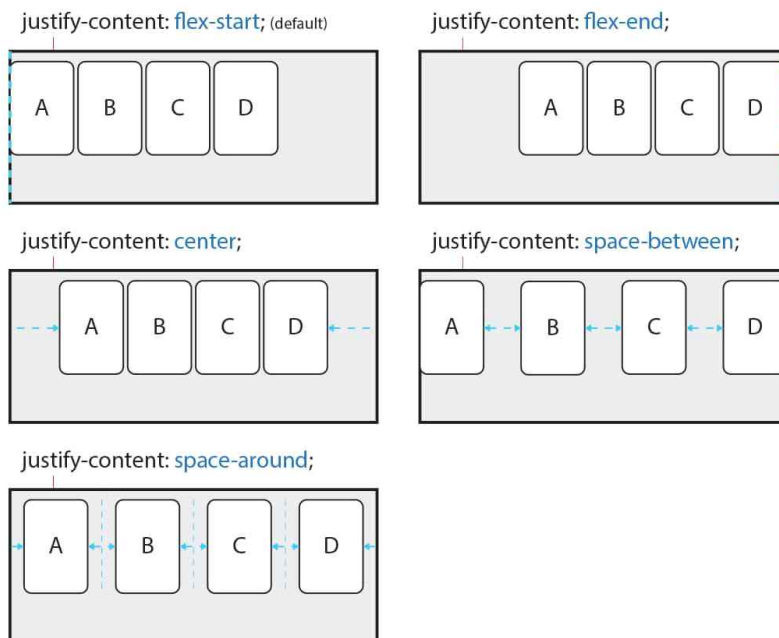 justify-content: flex-start; (default)
A B C D
justify-content: flex-end;
A B C D
justify-content: center;
A B C D
justify-content: space-between;
A B C D
justify-content: space-around;
A B C D